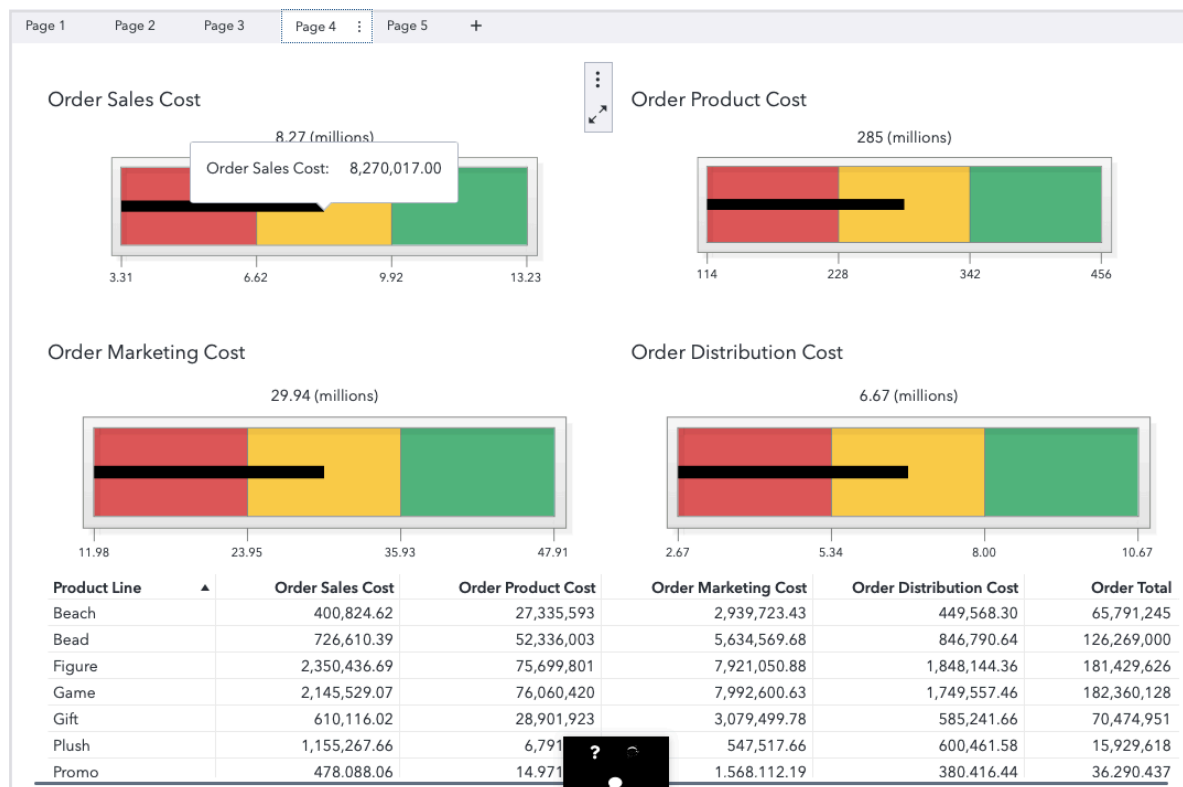 Page 1 Page 2 Page 3 Page 4 Page 5 +
Order Sales Cost
8.27 (millions)
Order Sales Cost: 8,270,017.00
3.31 6.62 9.92 13.23
Order Product Cost
285 (millions)
114 228 342 456
Order Marketing Cost
29.94 (millions)
11.98 23.95 35.93 47.91
Order Distribution Cost
6.67 (millions)
2.67 5.34 8.00 10.67
Product Line Order Sales Cost Order Product Cost Order Marketing Cost Order Distribution Cost Order Total
Beach 400,824.62 27,335,593 2,939,723.43 449,568.30 65,791,245
Bead 726,610.39 52,336,003 5,634,569.68 846,790.64 126,269,000
Figure 2,350,436.69 75,699,801 7,921,050.88 1,848,144.36 181,429,626
Game 2,145,529.07 76,060,420 7,992,600.63 1,749,557.46 182,360,128
Gift 610,116.02 28,901,923 3,079,499.78 585,241.66 70,474,951
Plush 1,155,267.66 6,791 547,517.66 600,461.58 15,929,618
Promo 478,088.06 14,971 1,568,112.19 380,416.44 36,290,437
?